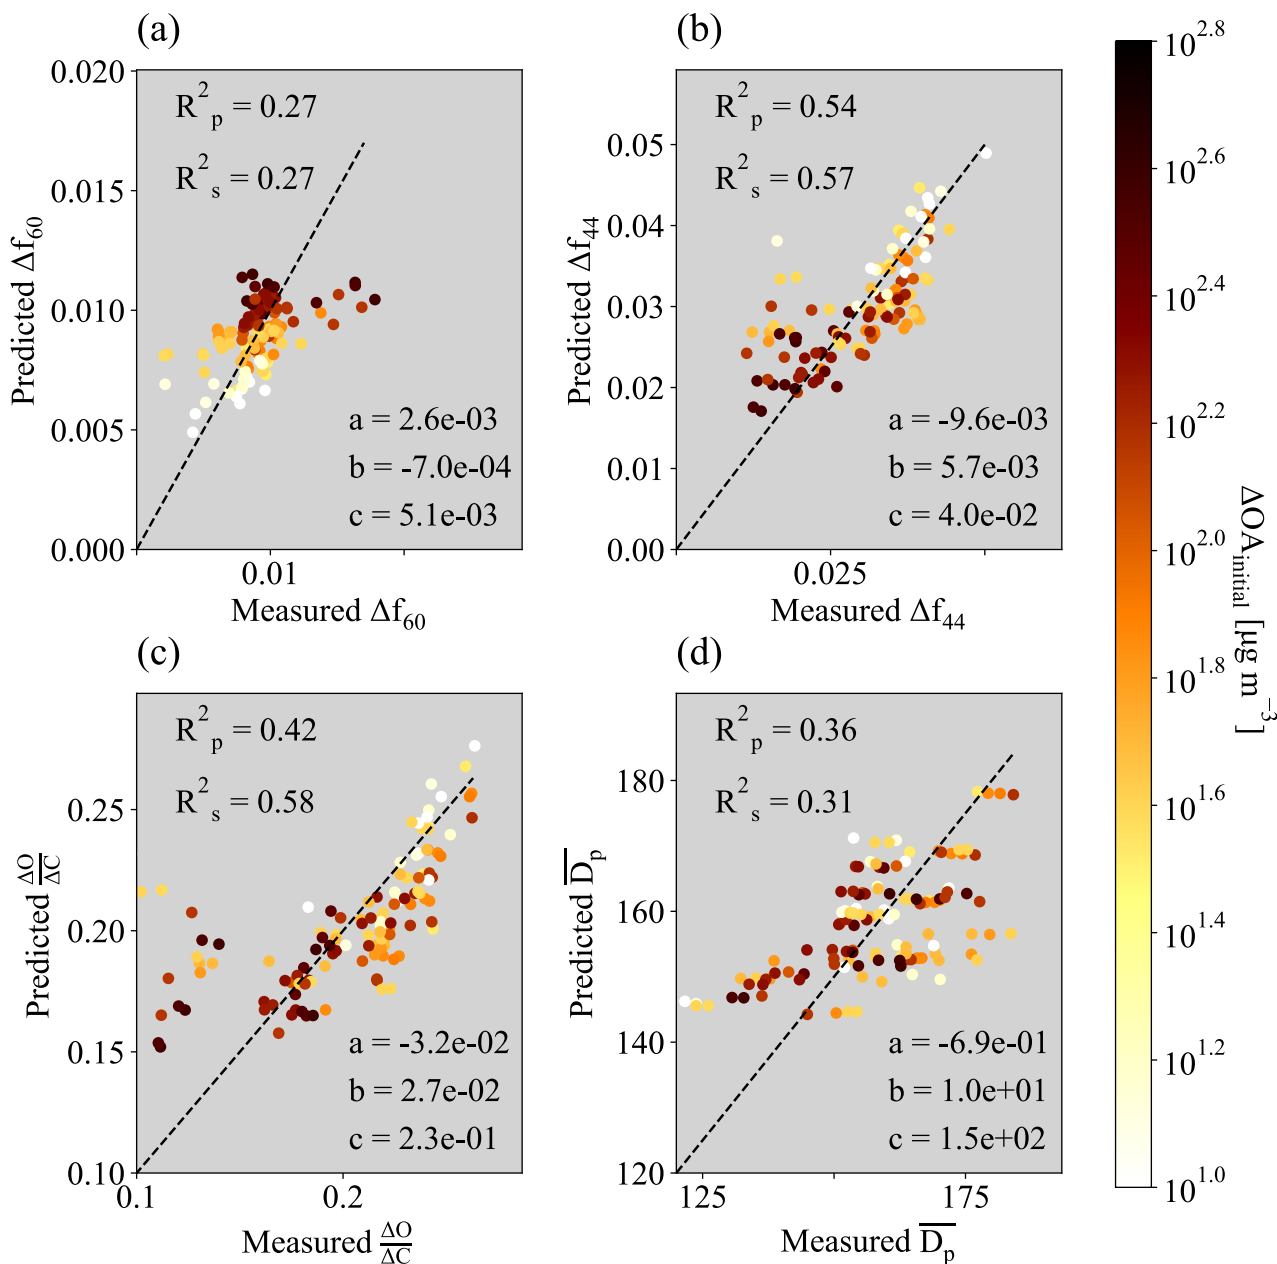 (a)
R²ₚ = 0.27
R²ₛ = 0.27
a = 2.6e-03
b = -7.0e-04
c = 5.1e-03
0.020
0.015
0.010
0.005
0.000
0.01
Predicted Δf₆₀
Measured Δf₆₀
(b)
R²ₚ = 0.54
R²ₛ = 0.57
a = -9.6e-03
b = 5.7e-03
c = 4.0e-02
0.05
0.04
0.03
0.02
0.01
0.00
0.025
Predicted Δf₄₄
Measured Δf₄₄
(c)
R²ₚ = 0.42
R²ₛ = 0.58
a = -3.2e-02
b = 2.7e-02
c = 2.3e-01
0.25
0.20
0.15
0.10
0.1
0.2
Predicted ΔO/ΔC
Measured ΔO/ΔC
(d)
R²ₚ = 0.36
R²ₛ = 0.31
a = -6.9e-01
b = 1.0e+01
c = 1.5e+02
180
160
140
120
125
175
Predicted D̅ₚ
Measured D̅ₚ
10^2.8
10^2.6
10^2.4
10^2.2
10^2.0
10^1.8
10^1.6
10^1.4
10^1.2
10^1.0
ΔOA_initial [μg m⁻³]